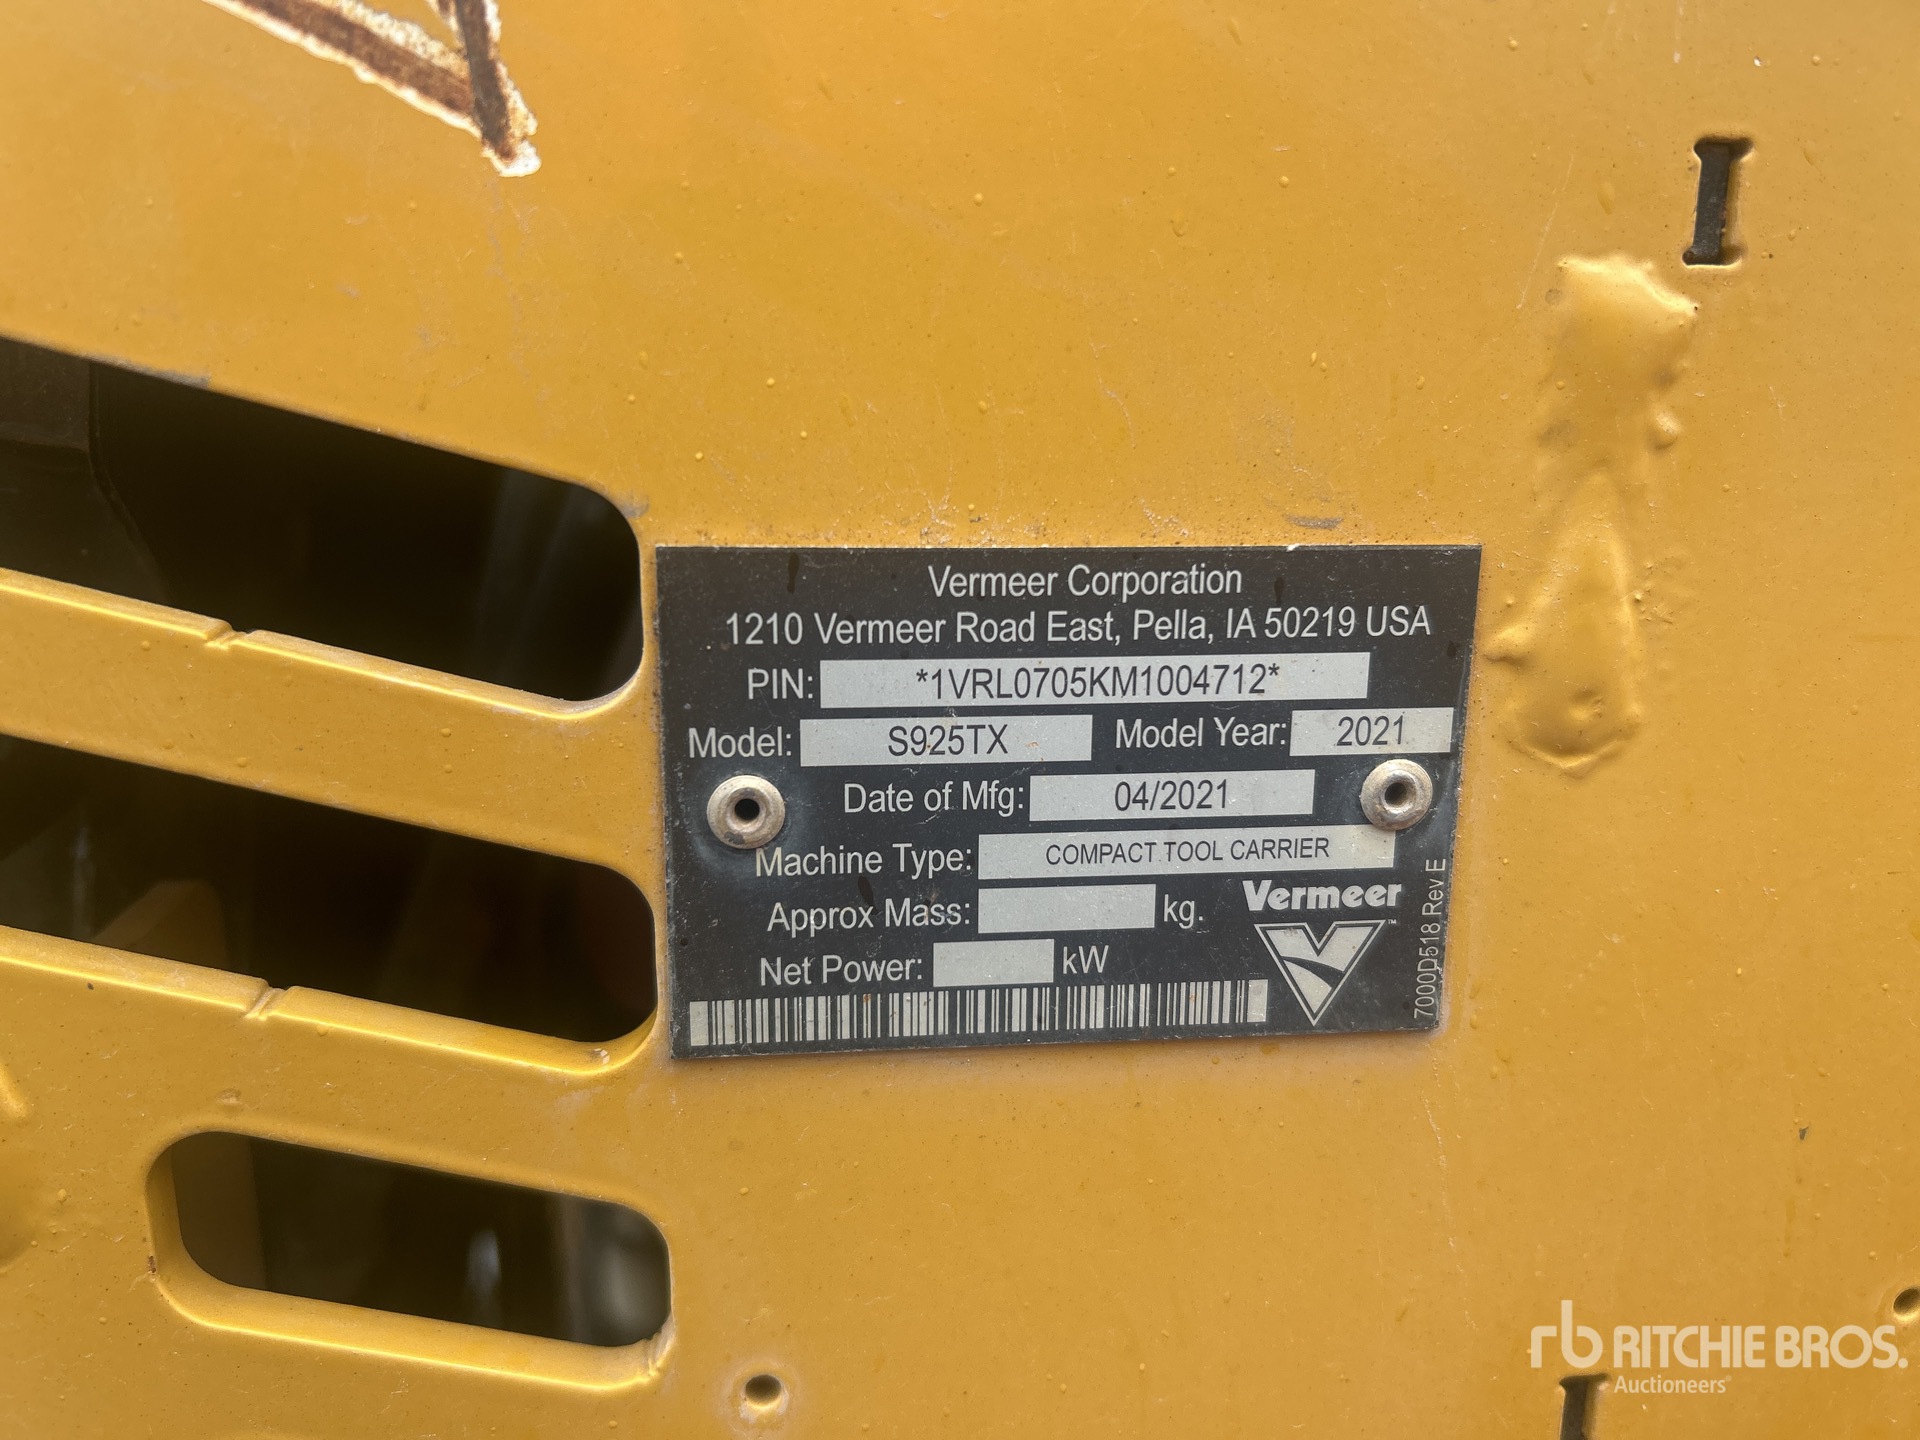 Vermeer Corporation
1210 Vermeer Road East, Pella, IA 50219 USA
PIN: *1VRL0705KM1004712*
Model: S925TX Model Year: 2021
Date of Mfg: 04/2021
Machine Type: COMPACT TOOL CARRIER
Approx Mass: kg.
Net Power: kW
Vermeer
™
7000D518 Rev E
rb RITCHIE BROS.
Auctioneers